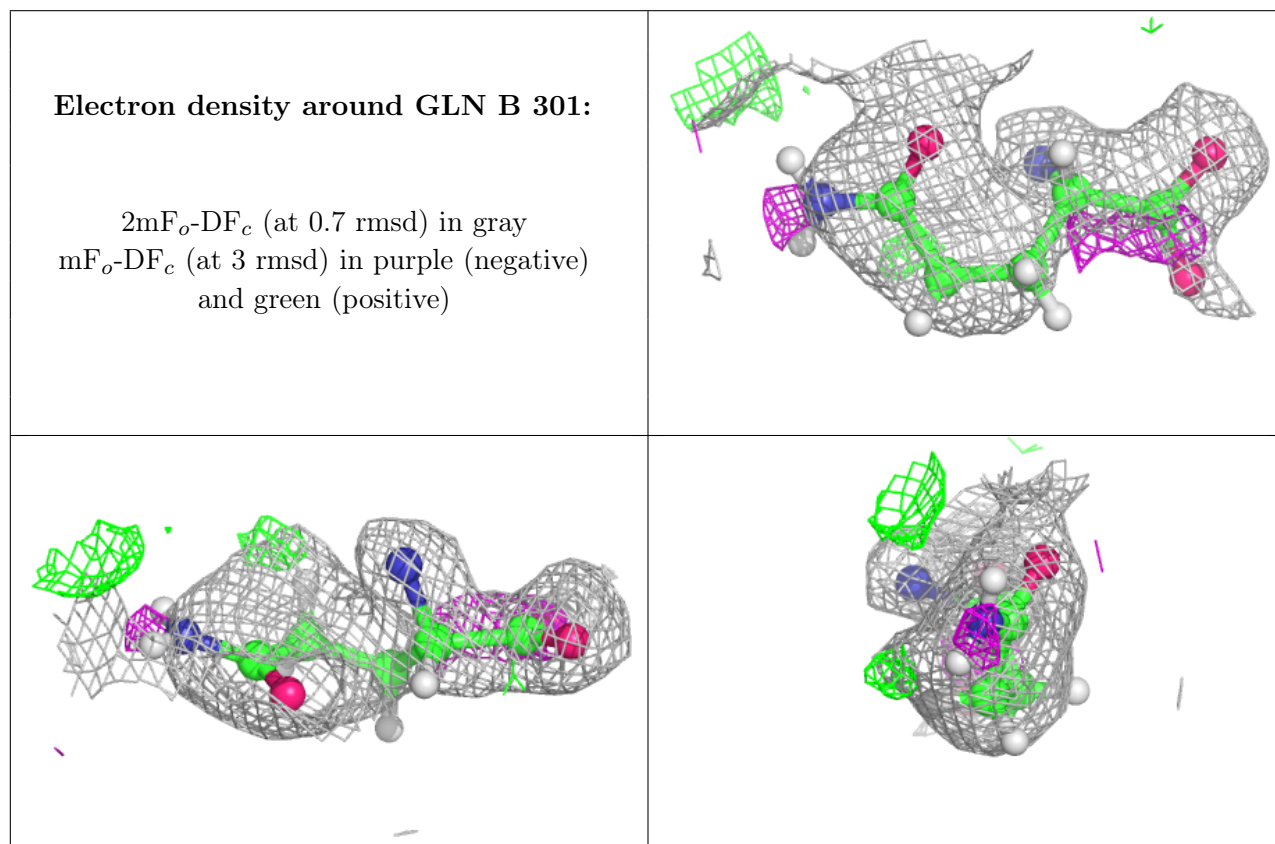 Electron density around GLN B 301:
2mFo-DFc (at 0.7 rmsd) in gray
mFo-DFc (at 3 rmsd) in purple (negative)
and green (positive)